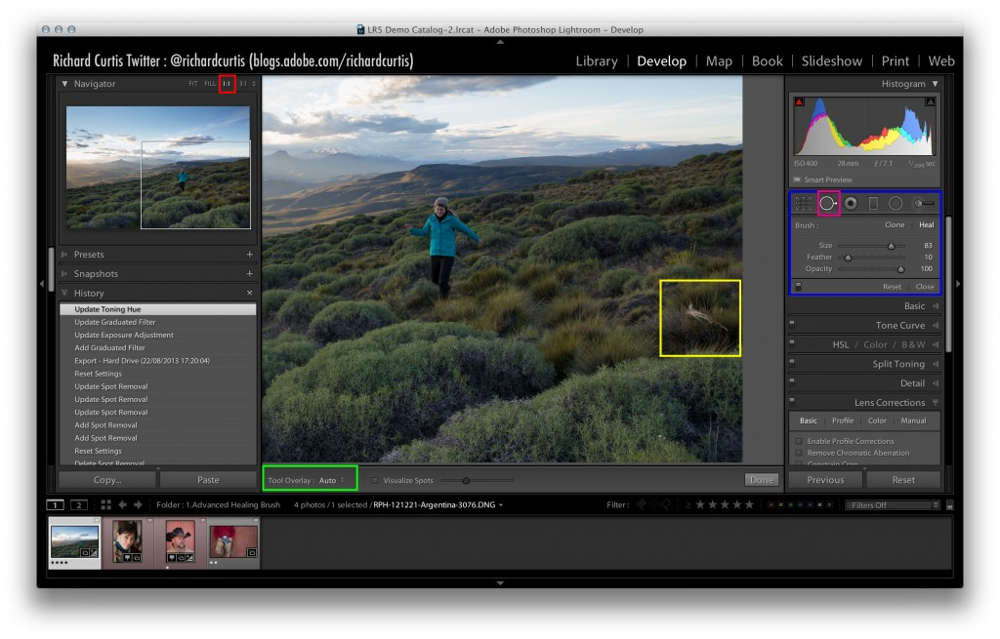 LR5 Demo Catalog-2.lrcat - Adobe Photoshop Lightroom - Develop
Richard Curtis Twitter : @richardcurtis (blogs.adobe.com/richardcurtis)
Library | Develop | Map | Book | Slideshow | Print | Web
Navigator FIT FILL 1:1 3:1
Histogram
ISO 400 28 mm f / 7.1 1/200 sec
Smart Preview
Brush : Clone Heal
Size 83
Feather 10
Opacity 100
Reset Close
Presets
Snapshots
History
Update Toning Hue
Update Graduated Filter
Update Exposure Adjustment
Add Graduated Filter
Export - Hard Drive (22/08/2013 17:20:04)
Reset Settings
Update Spot Removal
Update Spot Removal
Update Spot Removal
Add Spot Removal
Add Spot Removal
Reset Settings
Delete Spot Removal
Basic
Tone Curve
HSL / Color / B & W
Split Toning
Detail
Lens Corrections
Basic Profile Color Manual
Enable Profile Corrections
Remove Chromatic Aberration
Constrain Crop
Copy... Paste
Tool Overlay : Auto Visualize Spots Done
Previous Reset
1 2 Folder : 1.Advanced Healing Brush 4 photos / 1 selected / RPH-121221-Argentina-3076.DNG Filter : Filters Off